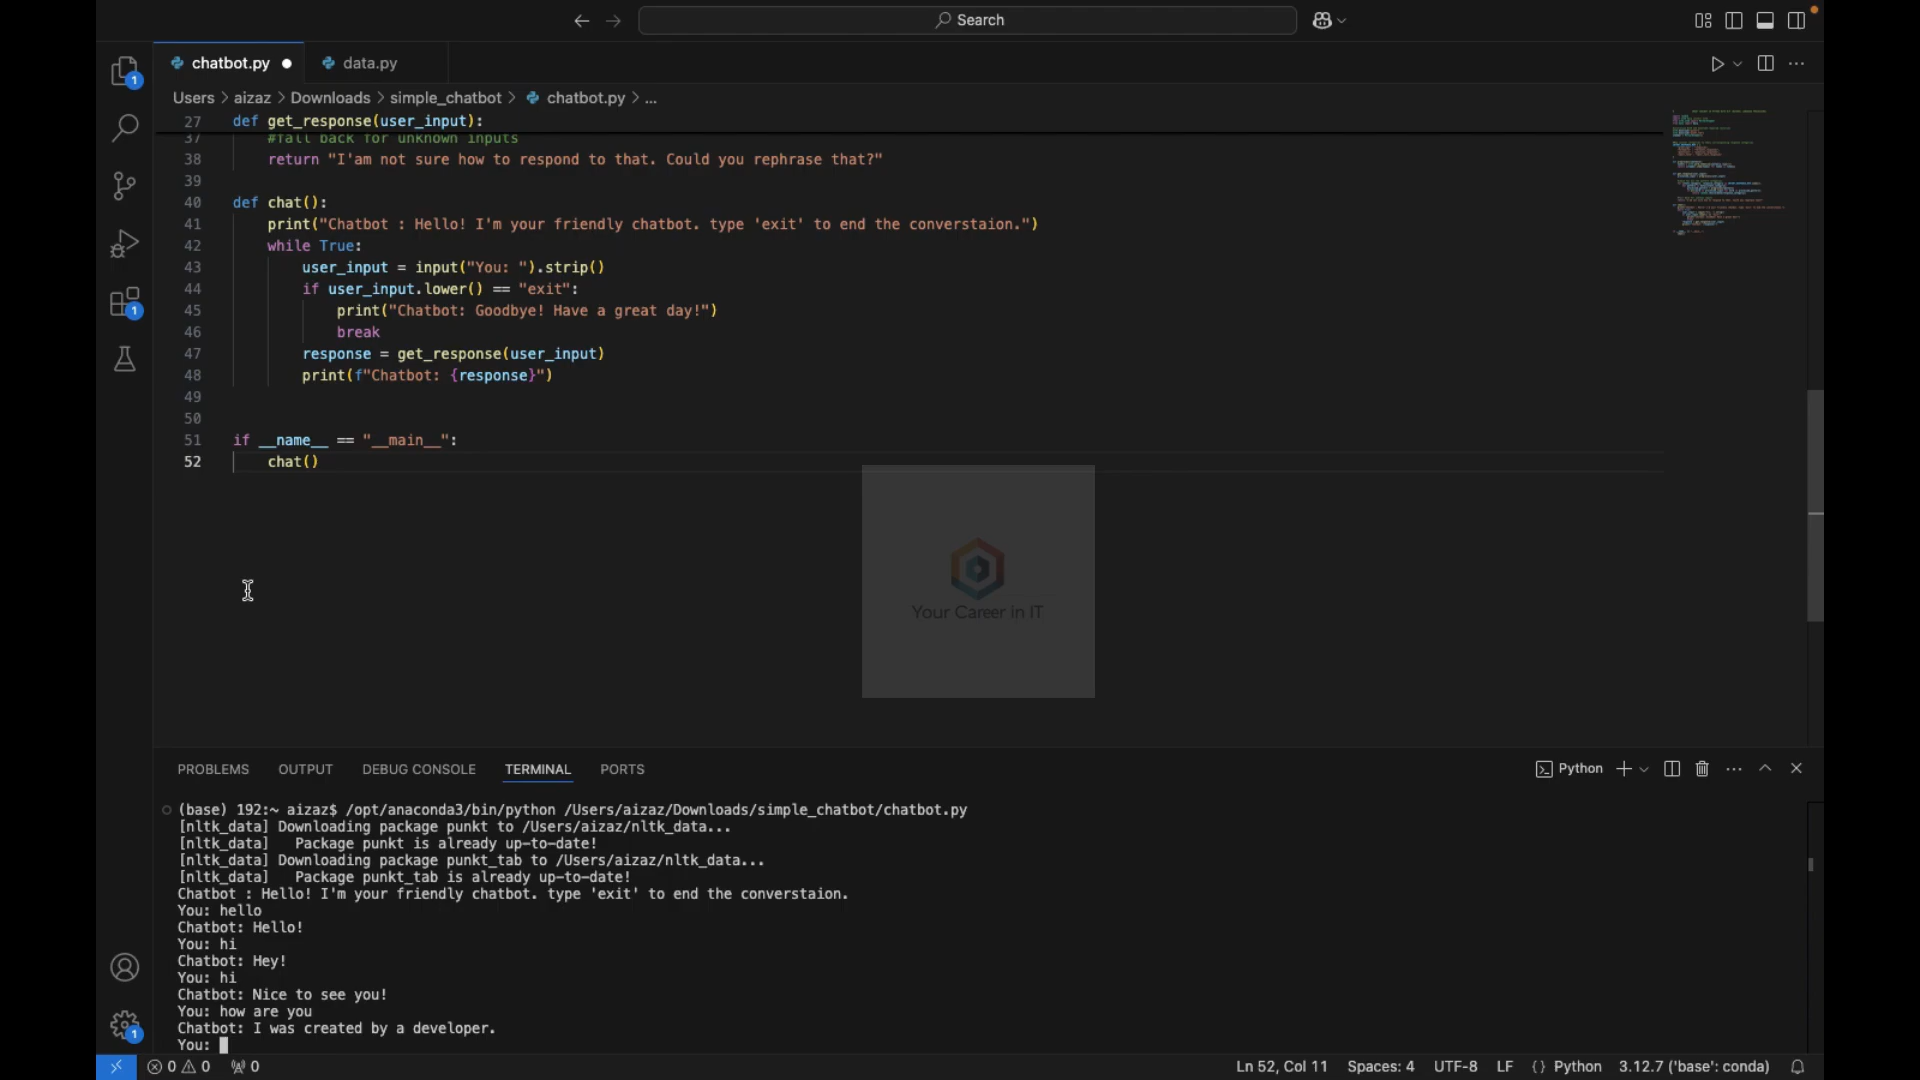 Search
chatbot.py
data.py
Users > aizaz > Downloads > simple_chatbot > chatbot.py > ...
27 def get_response(user_input):
37 #fall back for unknown inputs
38 return "I'am not sure how to respond to that. Could you rephrase that?"
39
40 def chat():
41 print("Chatbot : Hello! I'm your friendly chatbot. type 'exit' to end the converstaion.")
42 while True:
43 user_input = input("You: ").strip()
44 if user_input.lower() == "exit":
45 print("Chatbot: Goodbye! Have a great day!")
46 break
47 response = get_response(user_input)
48 print(f"Chatbot: {response}")
49
50
51 if __name__ == "__main__":
52 chat()
Your Career in IT
1
1
1
PROBLEMS OUTPUT DEBUG CONSOLE TERMINAL PORTS
Python
(base) 192:~ aizaz$ /opt/anaconda3/bin/python /Users/aizaz/Downloads/simple_chatbot/chatbot.py
[nltk_data] Downloading package punkt to /Users/aizaz/nltk_data...
[nltk_data]   Package punkt is already up-to-date!
[nltk_data] Downloading package punkt_tab to /Users/aizaz/nltk_data...
[nltk_data]   Package punkt_tab is already up-to-date!
Chatbot : Hello! I'm your friendly chatbot. type 'exit' to end the converstaion.
You: hello
Chatbot: Hello!
You: hi
Chatbot: Hey!
You: hi
Chatbot: Nice to see you!
You: how are you
Chatbot: I was created by a developer.
You:
0 0 0 Ln 52, Col 11 Spaces: 4 UTF-8 LF {} Python 3.12.7 ('base': conda)